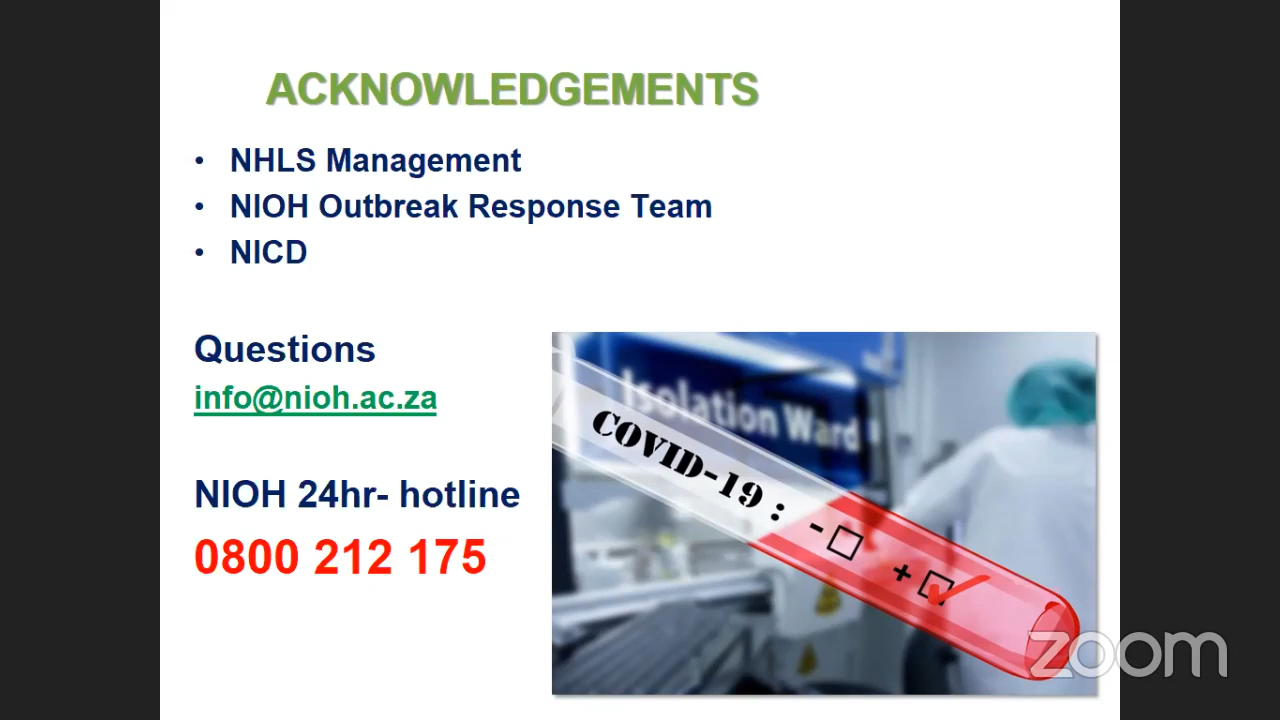 ACKNOWLEDGEMENTS
• NHLS Management
• NIOH Outbreak Response Team
• NICD
Questions
info@nioh.ac.za
NIOH 24hr- hotline
0800 212 175
Isolation Ward
COVID-19 : - + 
zoom